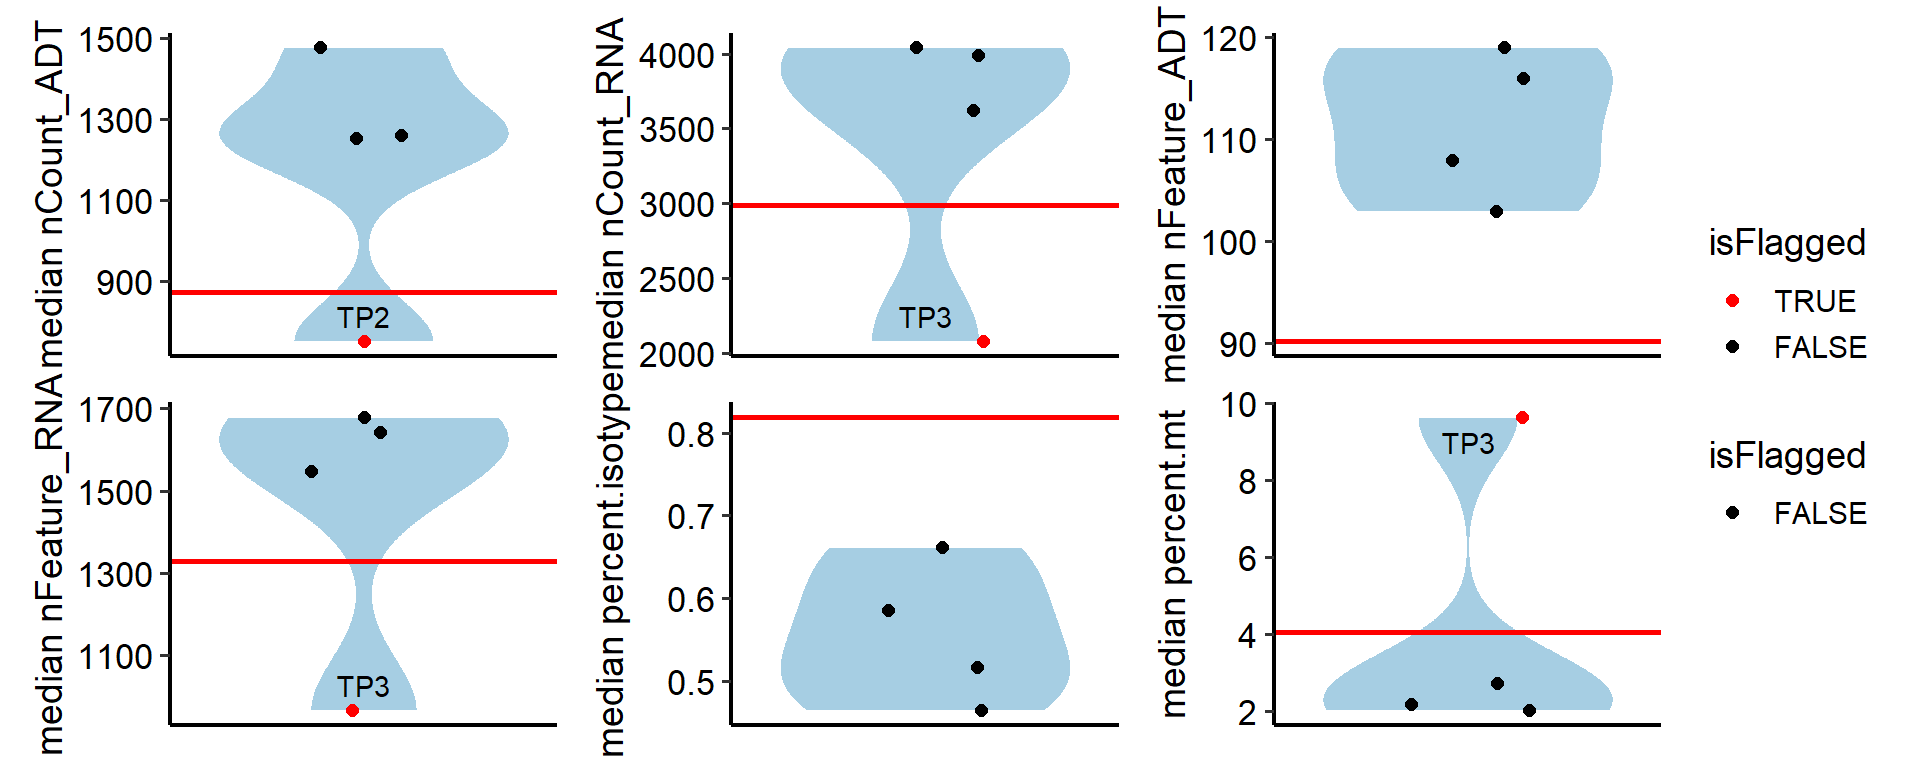 median nCount_ADT
1500
1300
1100
900
TP2
median nCount_RNA
4000
3500
3000
2500
2000
TP3
median nFeature_ADT
120
110
100
90
median nFeature_RNA
1700
1500
1300
1100
TP3
median percent.isotype
0.8
0.7
0.6
0.5
median percent.mt
10
8
6
4
2
TP3
isFlagged
TRUE
FALSE
isFlagged
FALSE